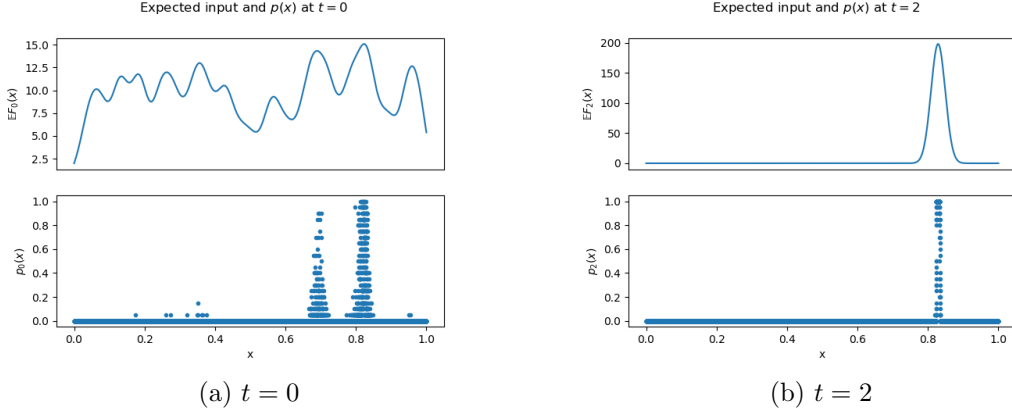 Expected input and p(x) at t = 0
15.0
12.5
10.0
7.5
5.0
2.5
𝔼F₀(x)
1.0
0.8
0.6
0.4
0.2
0.0
p₀(x)
0.0 0.2 0.4 0.6 0.8 1.0
x
(a) t = 0
Expected input and p(x) at t = 2
200
150
100
50
0
𝔼F₂(x)
1.0
0.8
0.6
0.4
0.2
0.0
p₂(x)
0.0 0.2 0.4 0.6 0.8 1.0
x
(b) t = 2